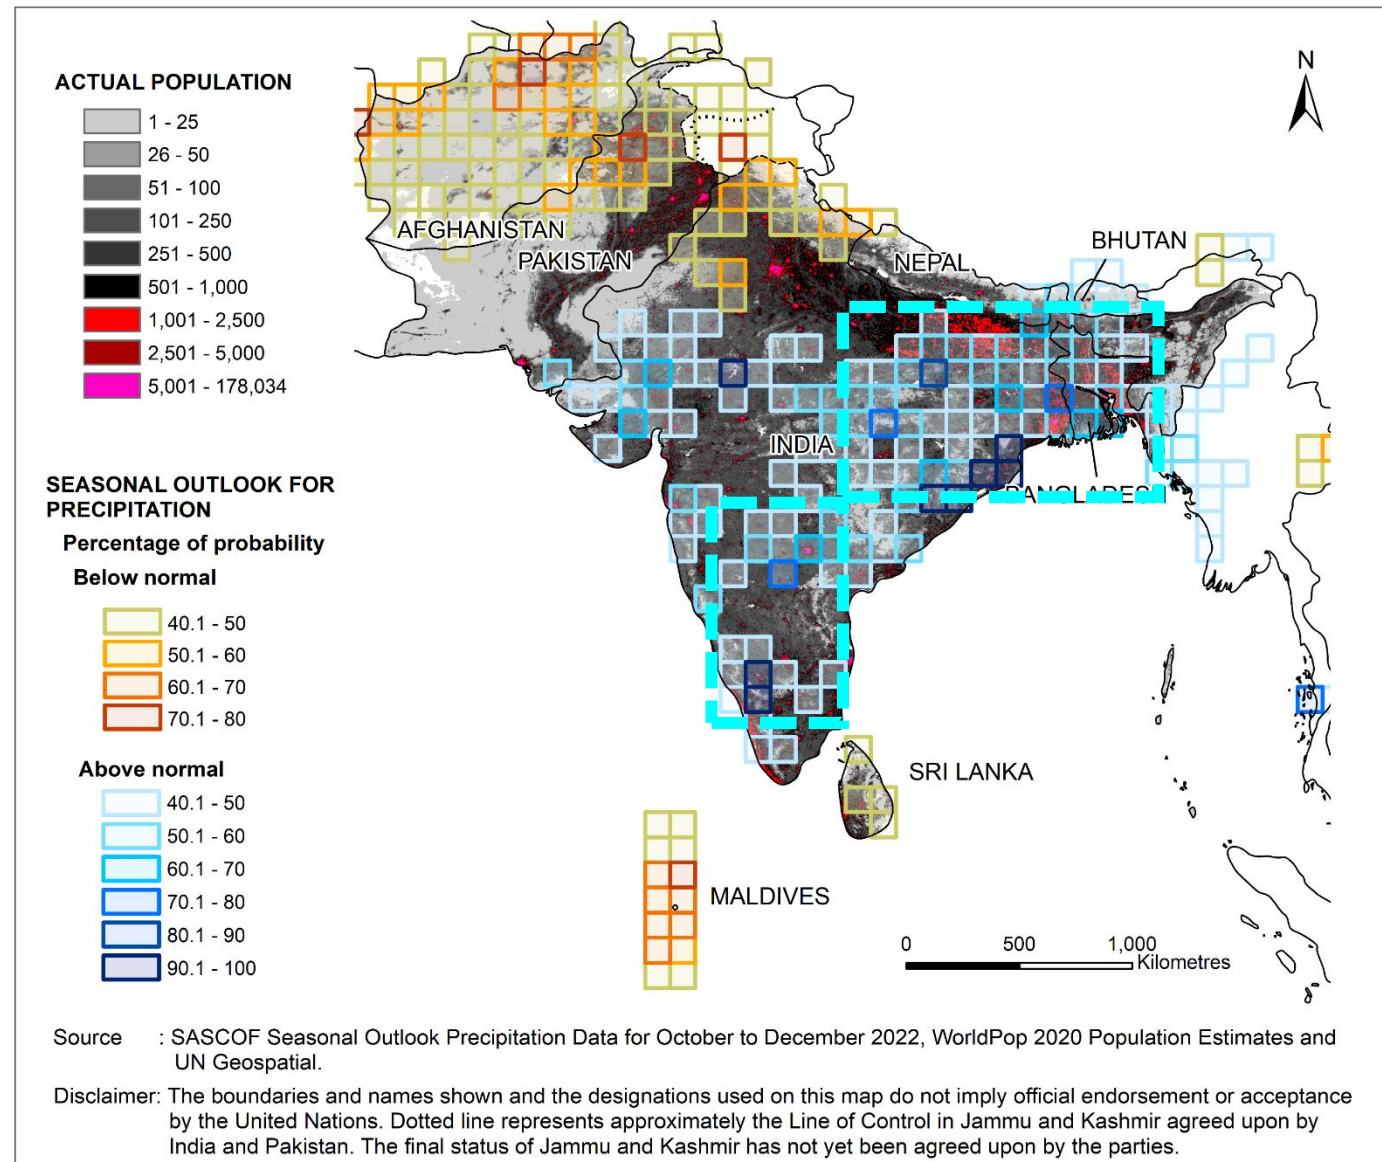 ACTUAL POPULATION
1 - 25
26 - 50
51 - 100
101 - 250
251 - 500
501 - 1,000
1,001 - 2,500
2,501 - 5,000
5,001 - 178,034
SEASONAL OUTLOOK FOR
PRECIPITATION
Percentage of probability
Below normal
40.1 - 50
50.1 - 60
60.1 - 70
70.1 - 80
Above normal
40.1 - 50
50.1 - 60
60.1 - 70
70.1 - 80
80.1 - 90
90.1 - 100
N
AFGHANISTAN
PAKISTAN
NEPAL
BHUTAN
INDIA
BANGLADESH
SRI LANKA
MALDIVES
0 500 1,000
Kilometres
Source : SASCOF Seasonal Outlook Precipitation Data for October to December 2022, WorldPop 2020 Population Estimates and
UN Geospatial.
Disclaimer: The boundaries and names shown and the designations used on this map do not imply official endorsement or acceptance
by the United Nations. Dotted line represents approximately the Line of Control in Jammu and Kashmir agreed upon by
India and Pakistan. The final status of Jammu and Kashmir has not yet been agreed upon by the parties.